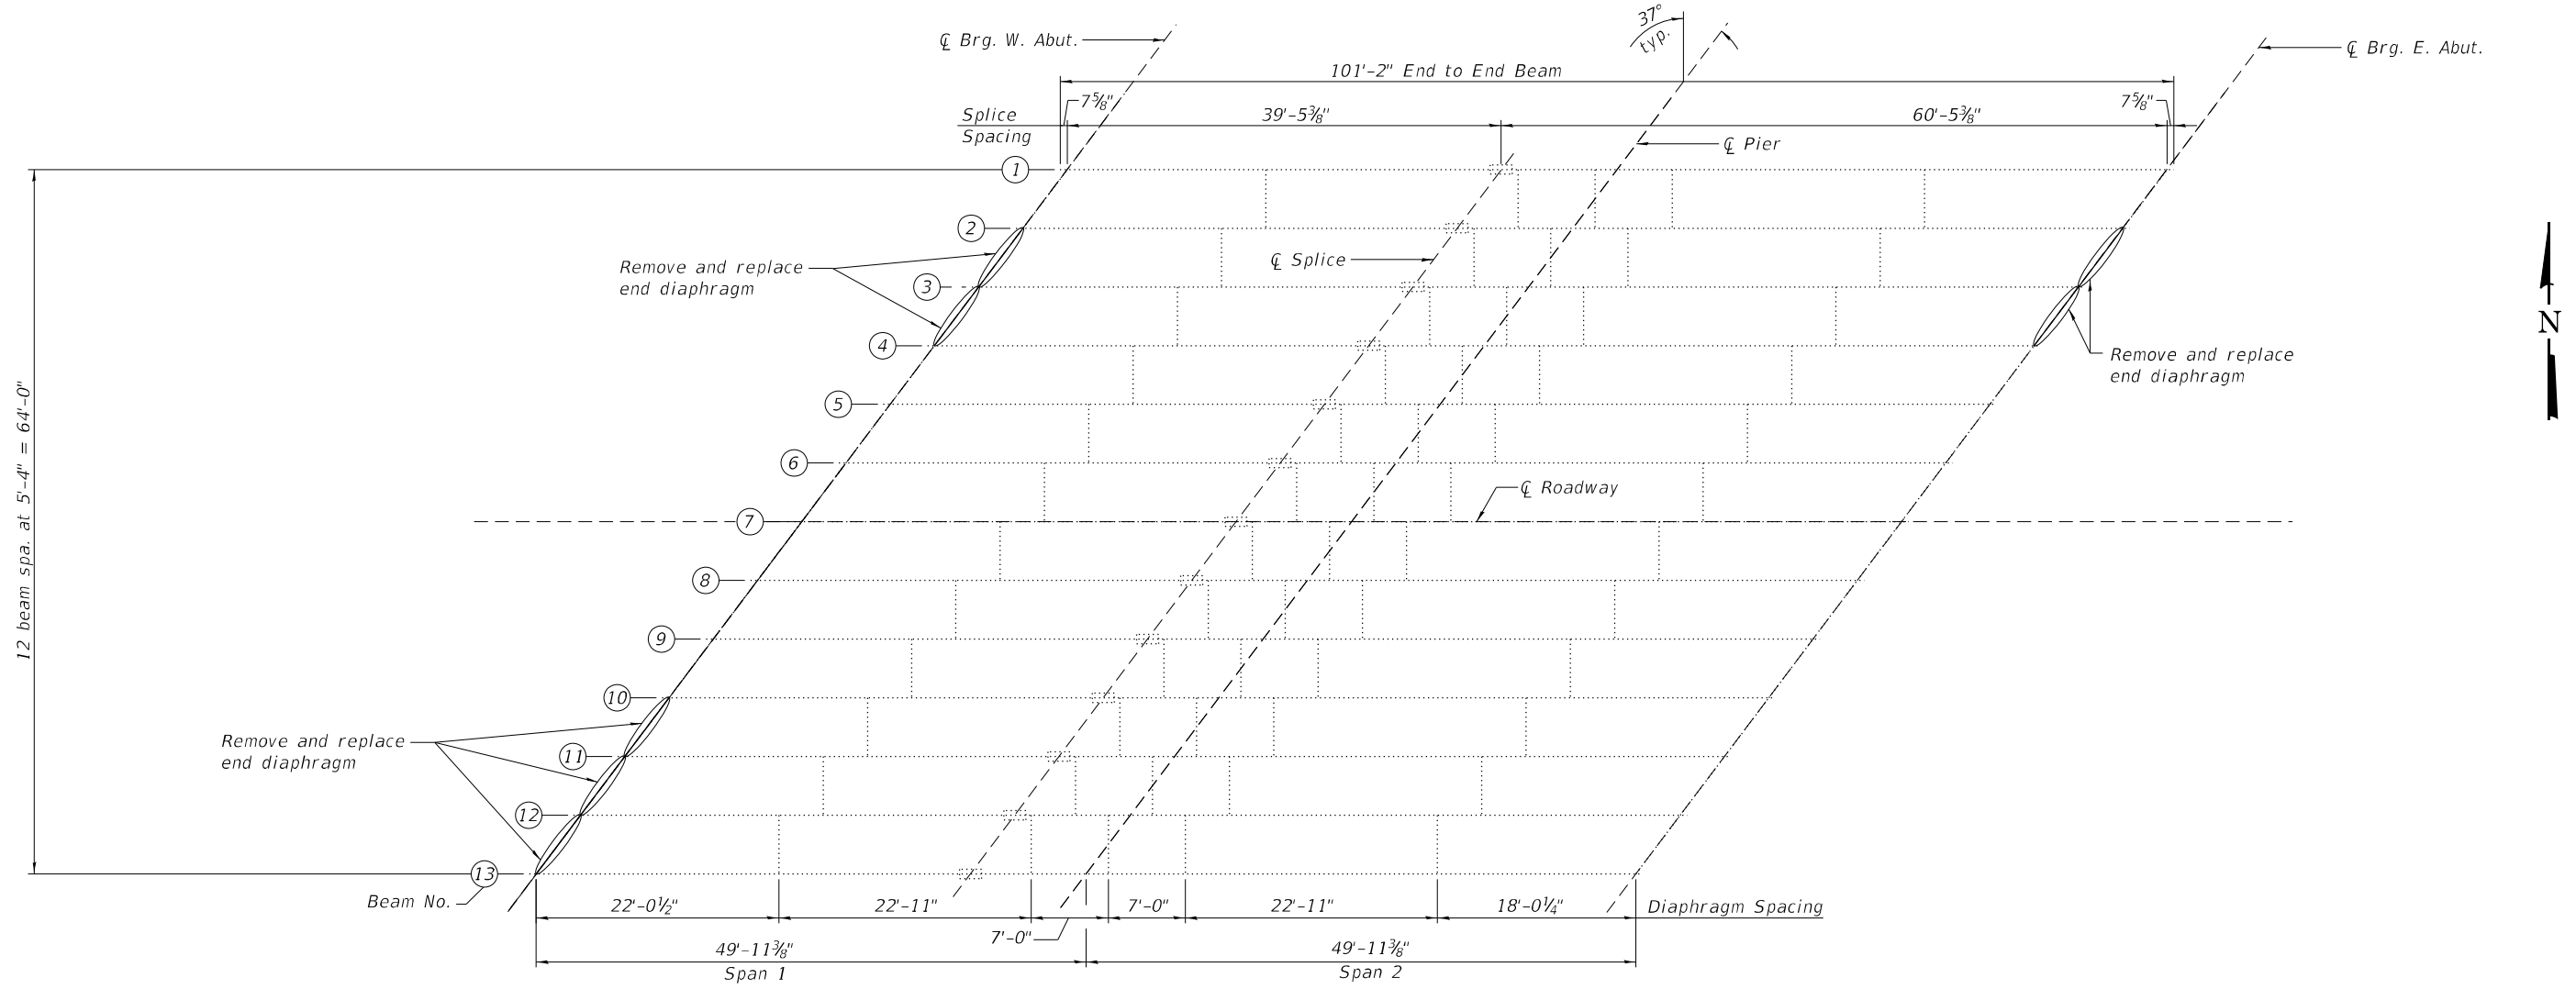 ℄ Brg. W. Abut.
37°
typ.
℄ Brg. E. Abut.
101'-2" End to End Beam
7⅝"
7⅝"
Splice
Spacing
39'-5⅜"
60'-5⅜"
℄ Pier
1
2
℄ Splice
Remove and replace
end diaphragm
3
N
4
Remove and replace
end diaphragm
5
12 beam spa. at 5'-4" = 64'-0"
6
℄ Roadway
7
8
9
10
Remove and replace
end diaphragm
11
12
13
Beam No.
22'-0½"
22'-11"
7'-0"
22'-11"
18'-0¼"
Diaphragm Spacing
7'-0"
49'-11⅜"
49'-11⅜"
Span 1
Span 2